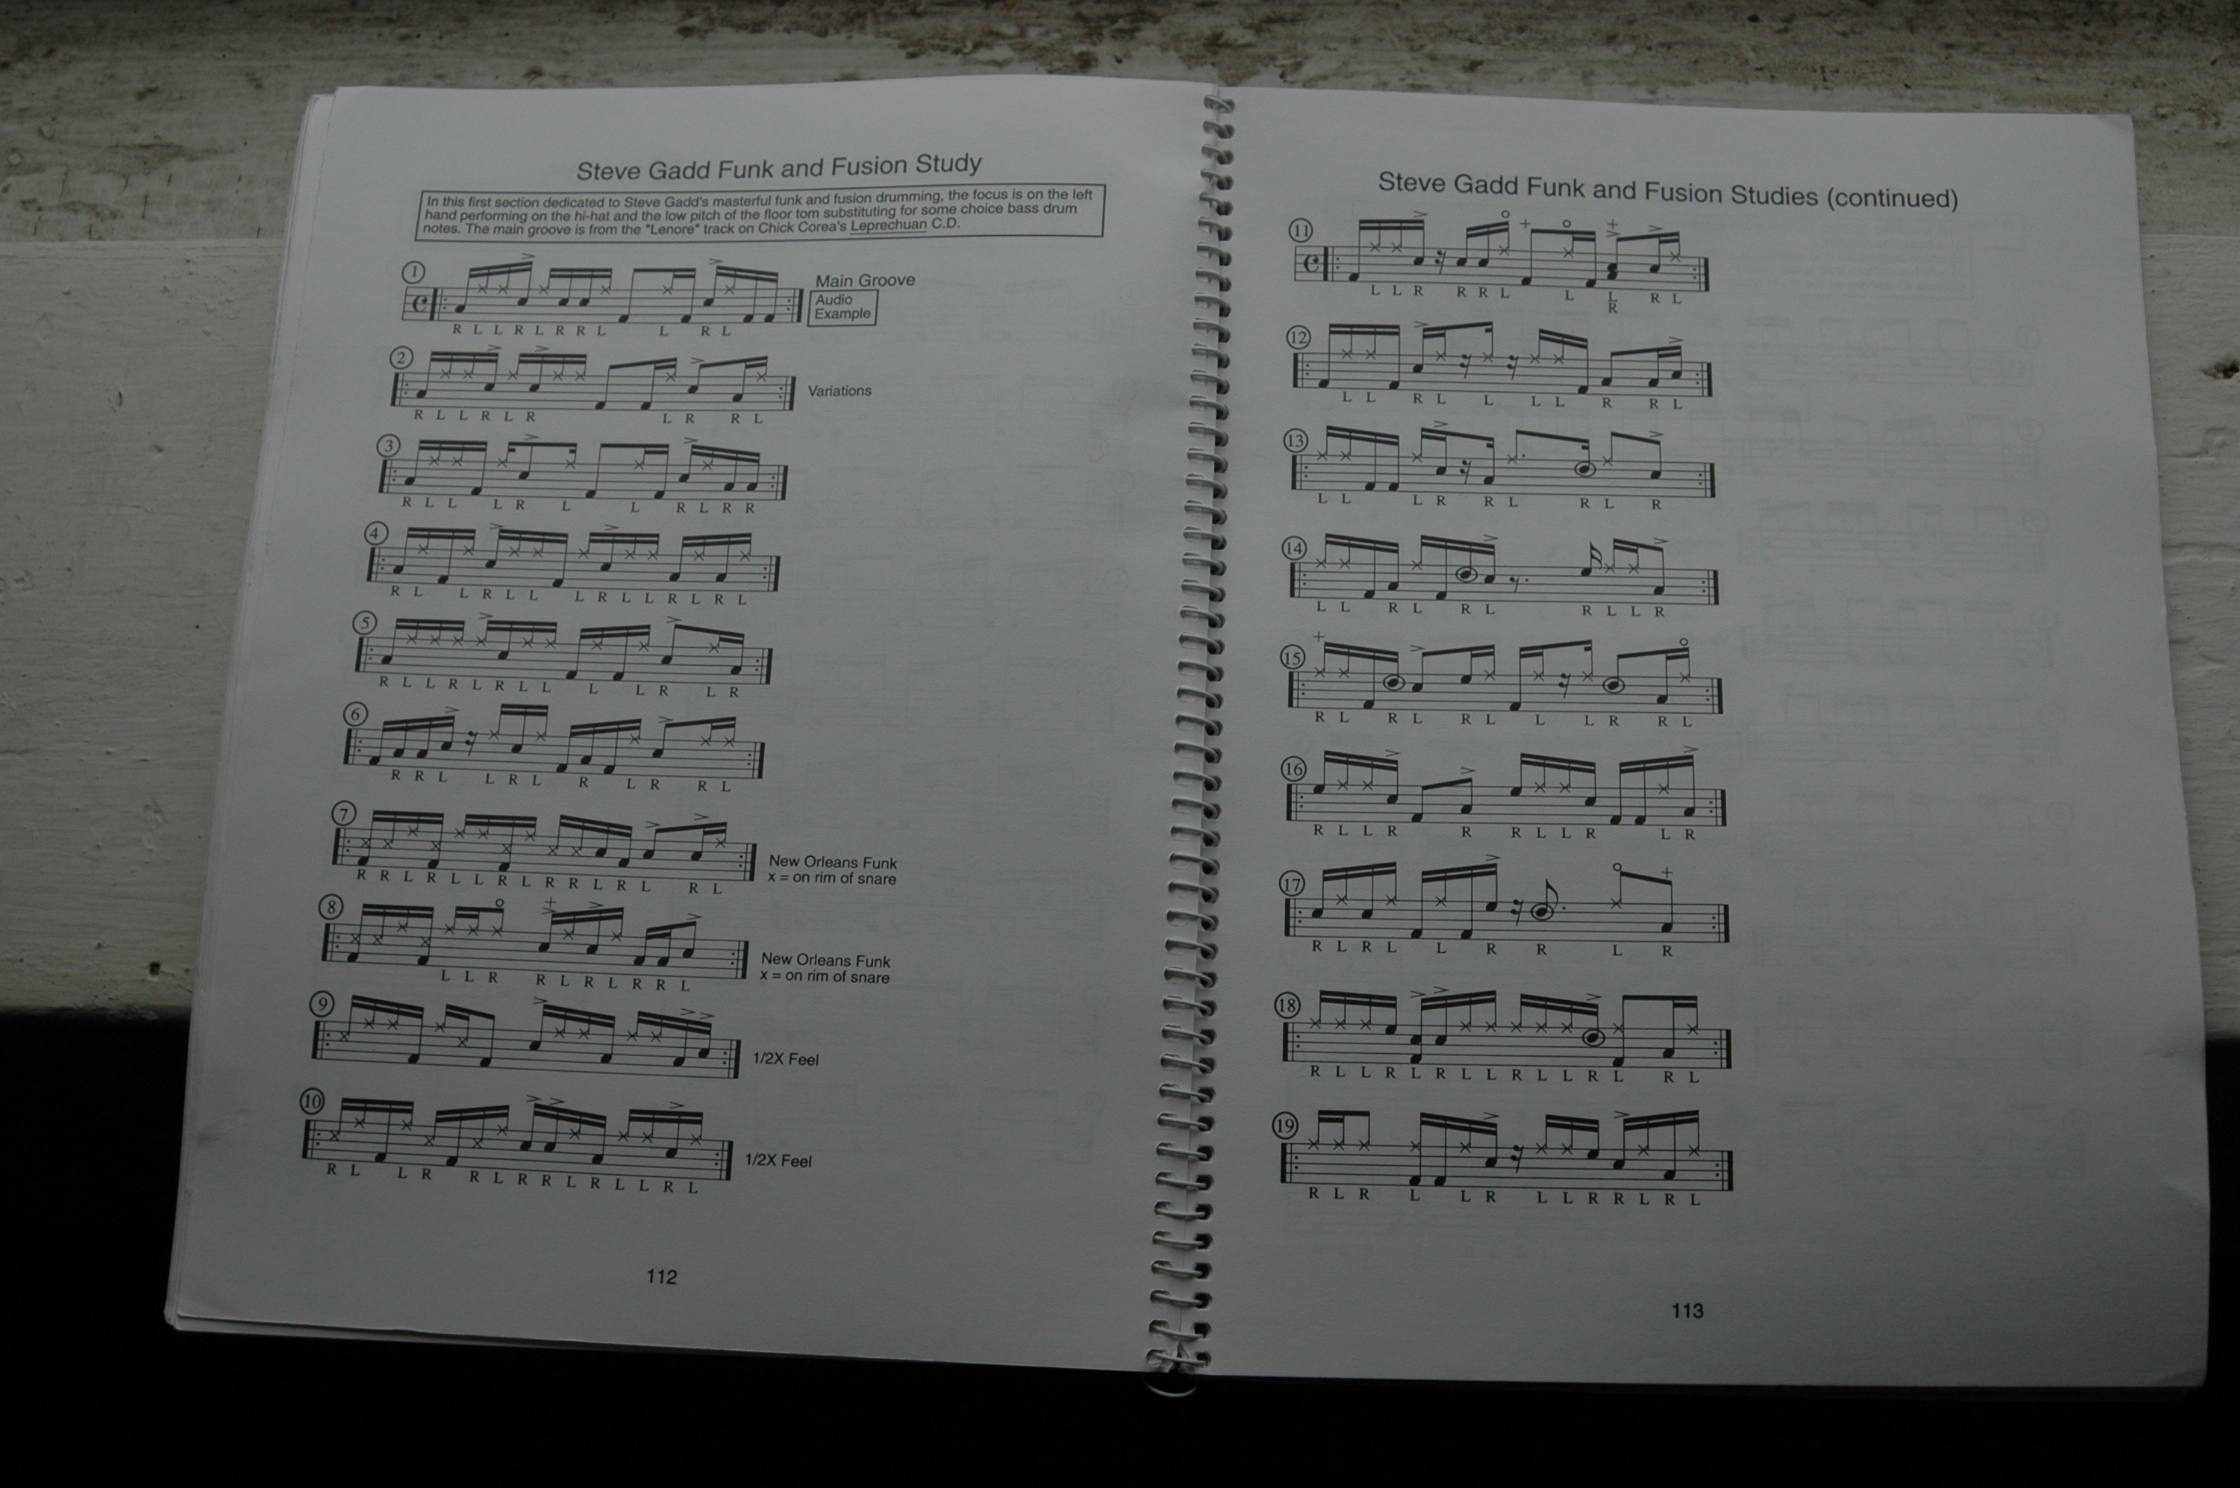 Steve Gadd Funk and Fusion Study
In this first section dedicated to Steve Gadd's masterful funk and fusion drumming, the focus is on the left
hand performing on the hi-hat and the low pitch of the floor tom substituting for some choice bass drum
notes. The main groove is from the "Lenore" track on Chick Corea's Leprechuan C.D.
1
Main Groove
Audio
Example
R L L R L R R L L R L
2
Variations
R L L R L R L R R L
3
R L L L R L L R L R R
4
R L L R L L L R L L R L R L
5
R L L R L R L L L L R L R
6
R R L L R L R L R R L
7
New Orleans Funk
x = on rim of snare
R R L R L L R L R R L R L R L
8
New Orleans Funk
x = on rim of snare
L L R R L R L R R L
9
1/2X Feel
10
1/2X Feel
R L L R R L R R L R L L R L
112
Steve Gadd Funk and Fusion Studies (continued)
11
L L R R R L L L R L
R
12
L L R L L L L R R L
13
L L L R R L R L R
14
L L R L R L R L L R
15
R L R L R L L L R R L
16
R L L R R R L L R L R
17
R L R L L R R L R
18
R L L R L R L L R L L R L R L
19
R L R L L R L L R R L R L
113